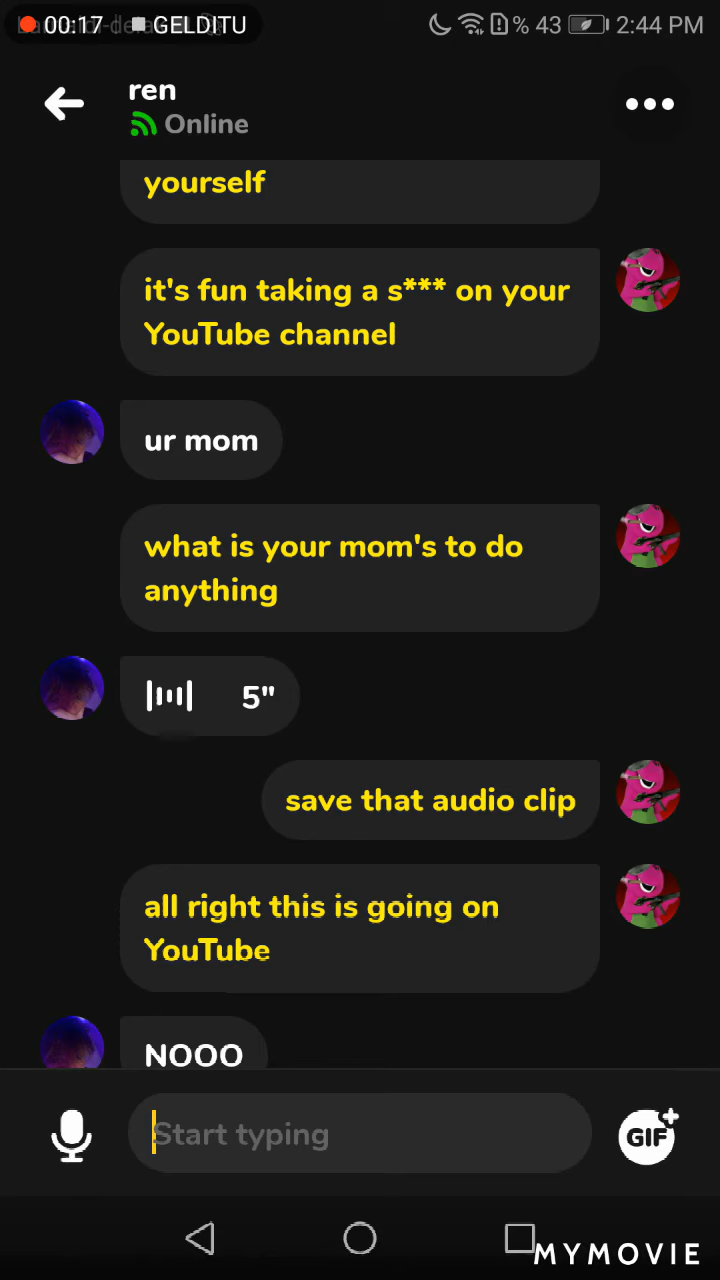 00:17 GELD!TU % 43 2:44 PM
ren
Online
yourself
it's fun taking a s*** on your
YouTube channel
ur mom
what is your mom's to do
anything
5"
save that audio clip
all right this is going on
YouTube
NOOO
Start typing
GIF
MYMOVIE